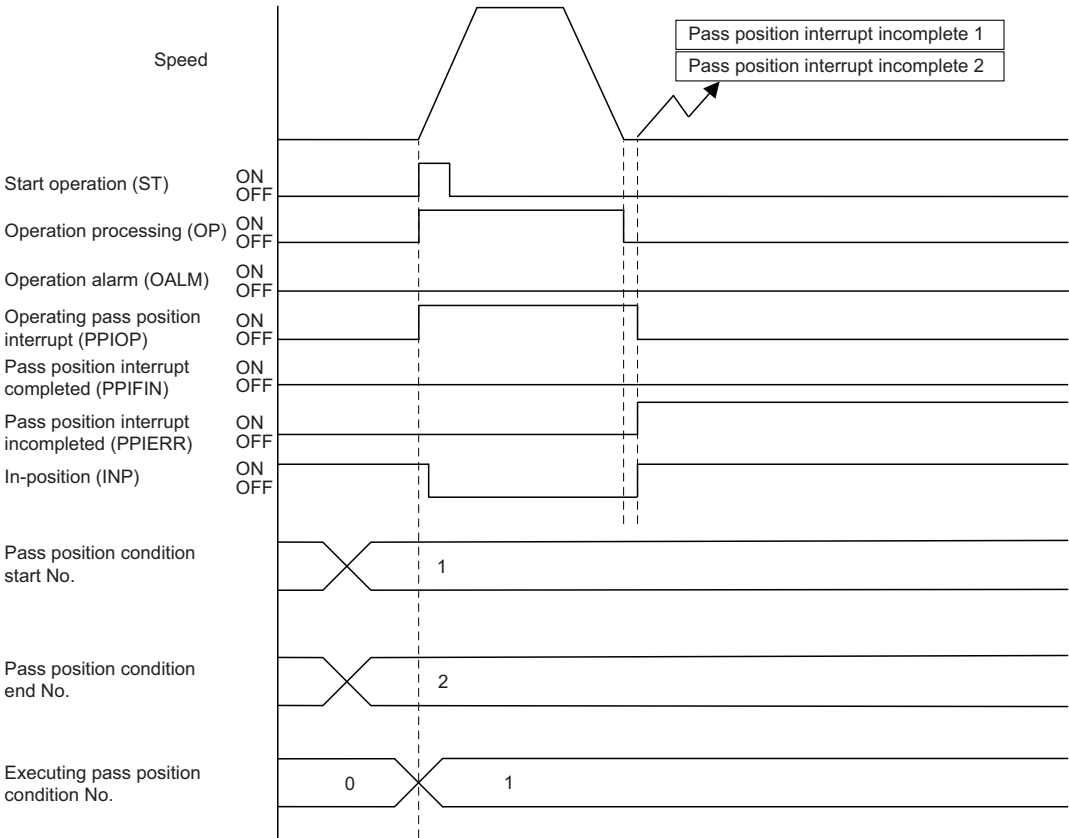 Pass position interrupt incomplete 1
Speed
Pass position interrupt incomplete 2
Start operation (ST)
ON
OFF
Operation processing (OP)
ON
OFF
Operation alarm (OALM)
ON
OFF
Operating pass position
interrupt (PPIOP)
ON
OFF
Pass position interrupt
completed (PPIFIN)
ON
OFF
Pass position interrupt
incompleted (PPIERR)
ON
OFF
In-position (INP)
ON
OFF
Pass position condition
start No.
1
Pass position condition
end No.
2
Executing pass position
condition No.
0
1